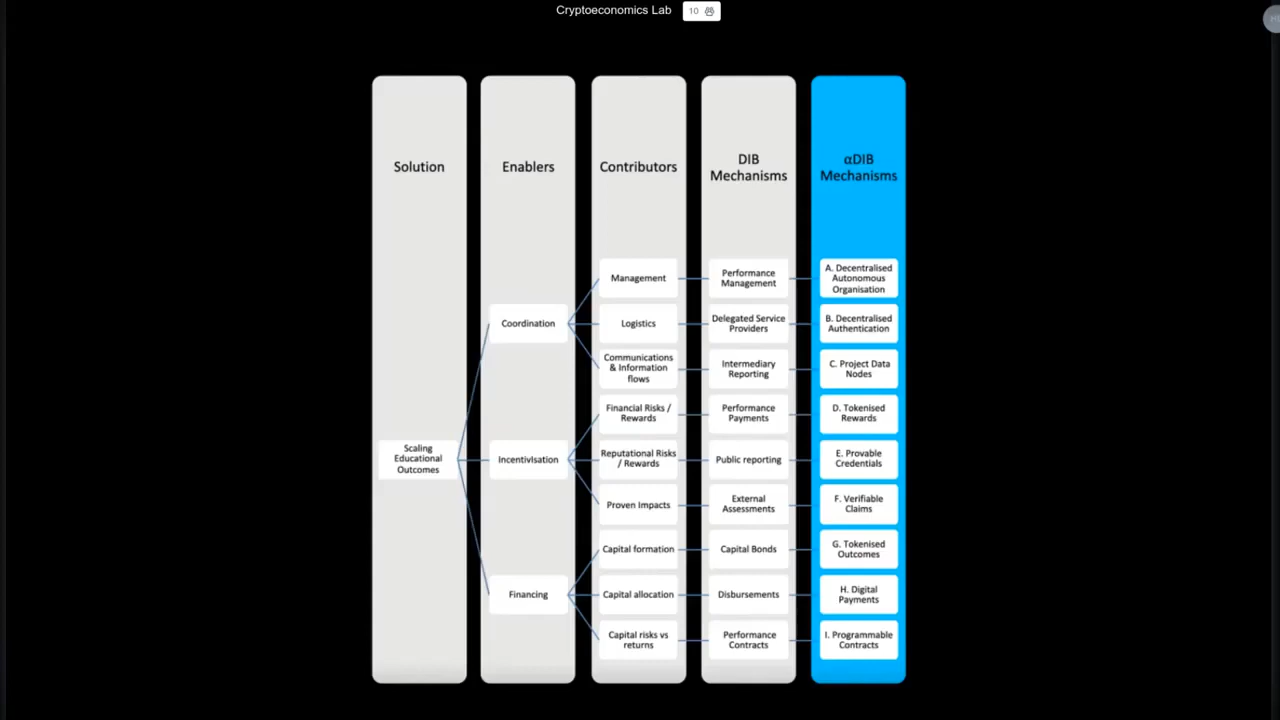 Cryptoeconomics Lab
10
Solution
Enablers
Contributors
DIB
Mechanisms
αDIB
Mechanisms
Scaling
Educational
Outcomes
Coordination
Incentivisation
Financing
Management
Logistics
Communications
& Information
flows
Financial Risks /
Rewards
Reputational Risks
/ Rewards
Proven Impacts
Capital formation
Capital allocation
Capital risks vs
returns
Performance
Management
Delegated Service
Providers
Intermediary
Reporting
Performance
Payments
Public reporting
External
Assessments
Capital Bonds
Disbursements
Performance
Contracts
A. Decentralised
Autonomous
Organisation
B. Decentralised
Authentication
C. Project Data
Nodes
D. Tokenised
Rewards
E. Provable
Credentials
F. Verifiable
Claims
G. Tokenised
Outcomes
H. Digital
Payments
I. Programmable
Contracts